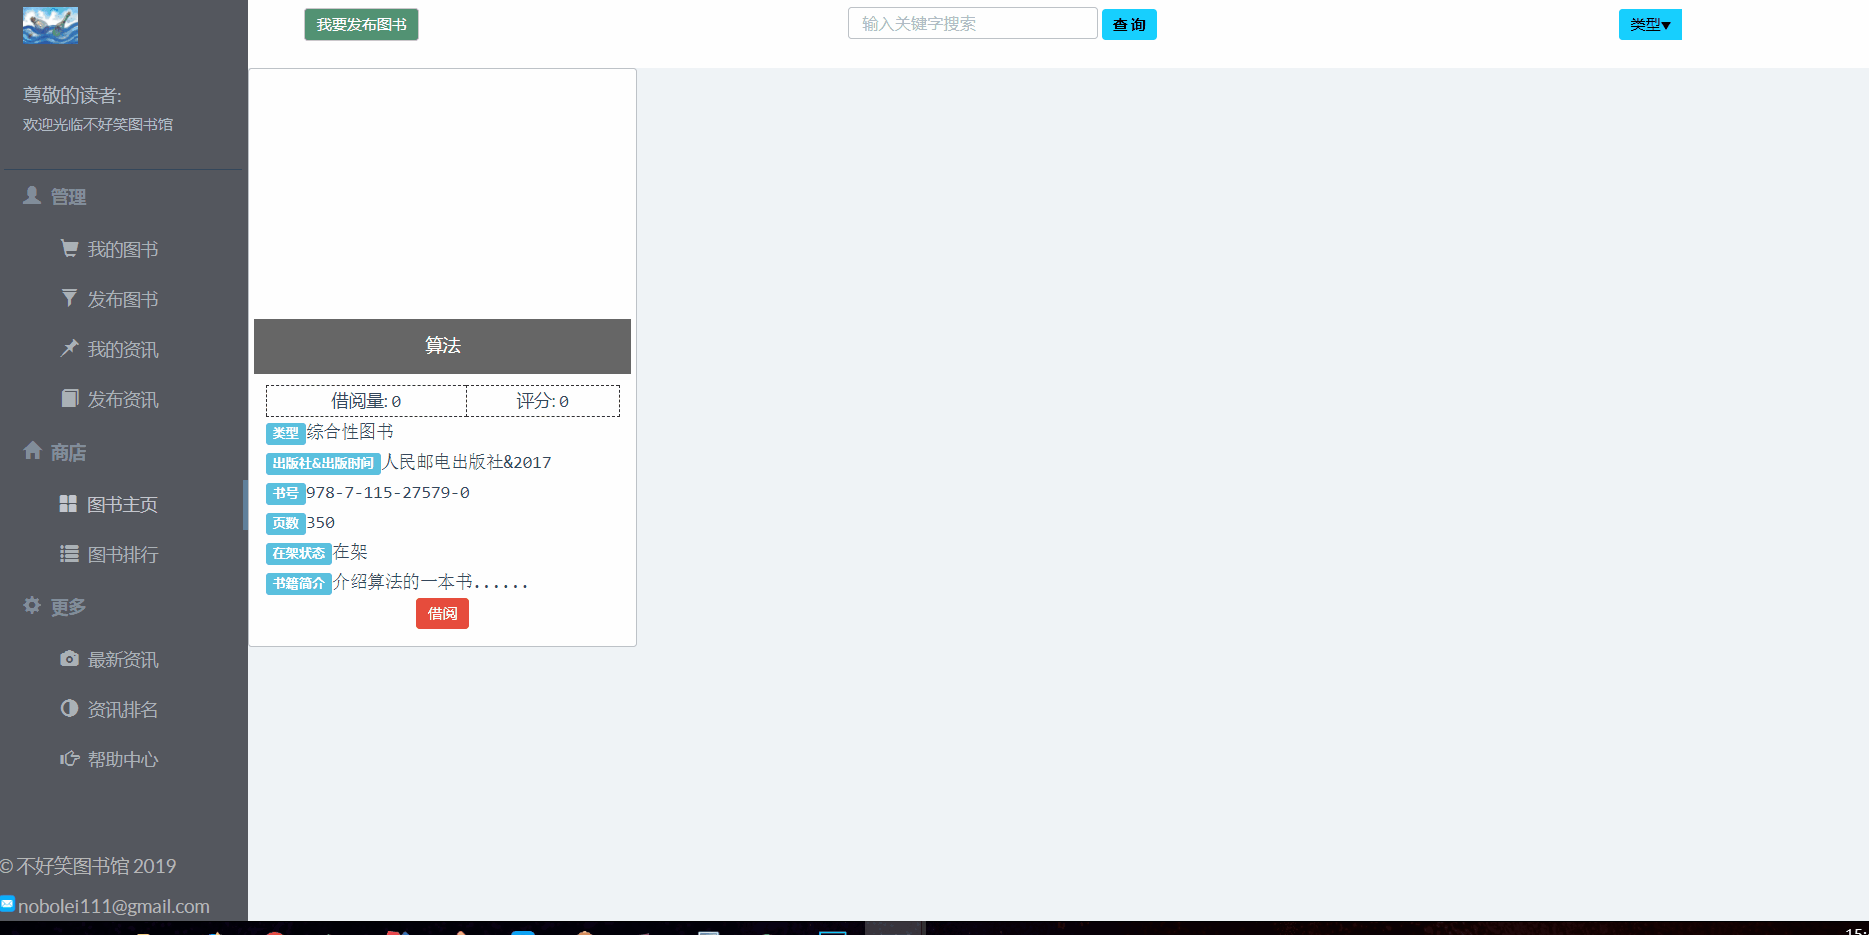 我要发布图书
输入关键字搜索
查 询
类型▾
尊敬的读者:
欢迎光临不好笑图书馆
管理
我的图书
发布图书
我的资讯
发布资讯
商店
图书主页
图书排行
更多
最新资讯
资讯排名
帮助中心
© 不好笑图书馆 2019
nobolei111@gmail.com
算法
借阅量: 0 评分: 0
类型 综合性图书
出版社&出版时间 人民邮电出版社&2017
书号 978-7-115-27579-0
页数 350
在架状态 在架
书籍简介 介绍算法的一本书......
借阅